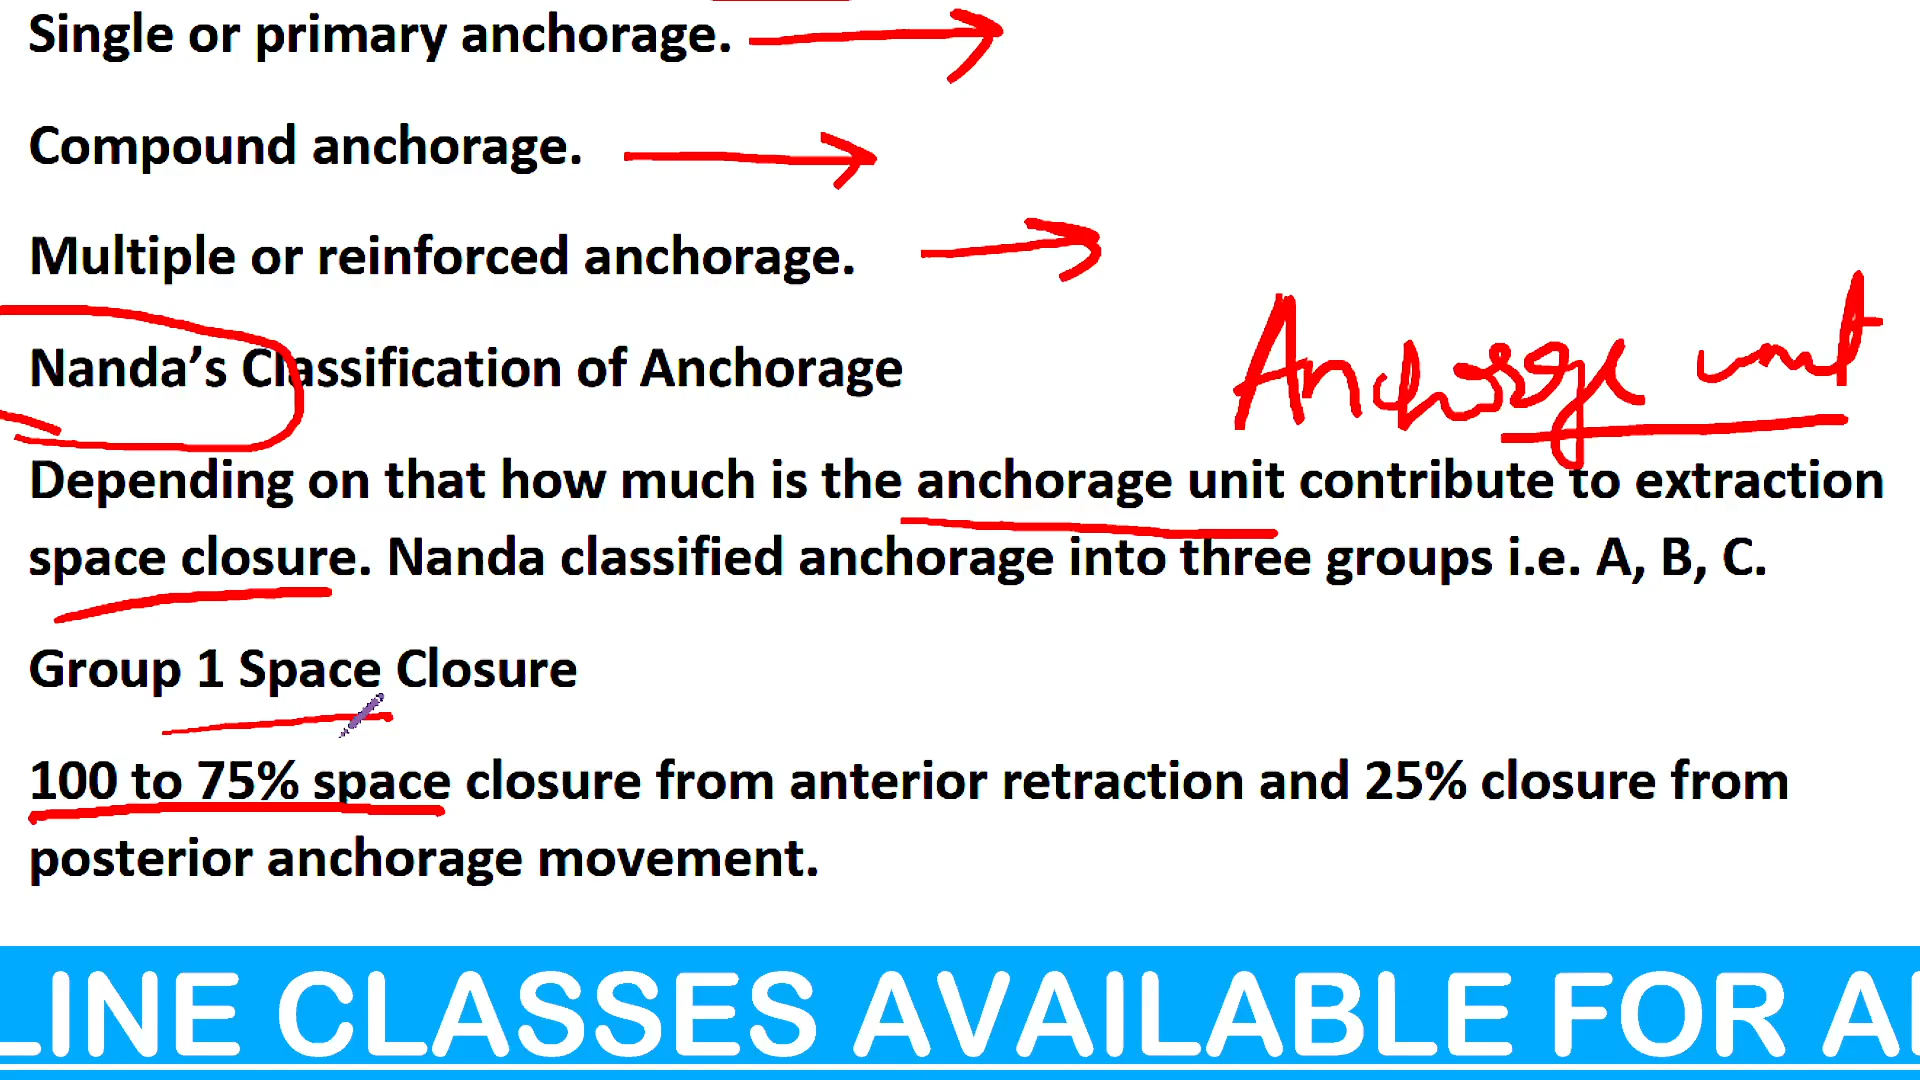 Single or primary anchorage.
Compound anchorage.
Multiple or reinforced anchorage.
Nanda's Classification of Anchorage
Anchorage unit
Depending on that how much is the anchorage unit contribute to extraction
space closure. Nanda classified anchorage into three groups i.e. A, B, C.
Group 1 Space Closure
100 to 75% space closure from anterior retraction and 25% closure from
posterior anchorage movement.
LINE CLASSES AVAILABLE FOR A